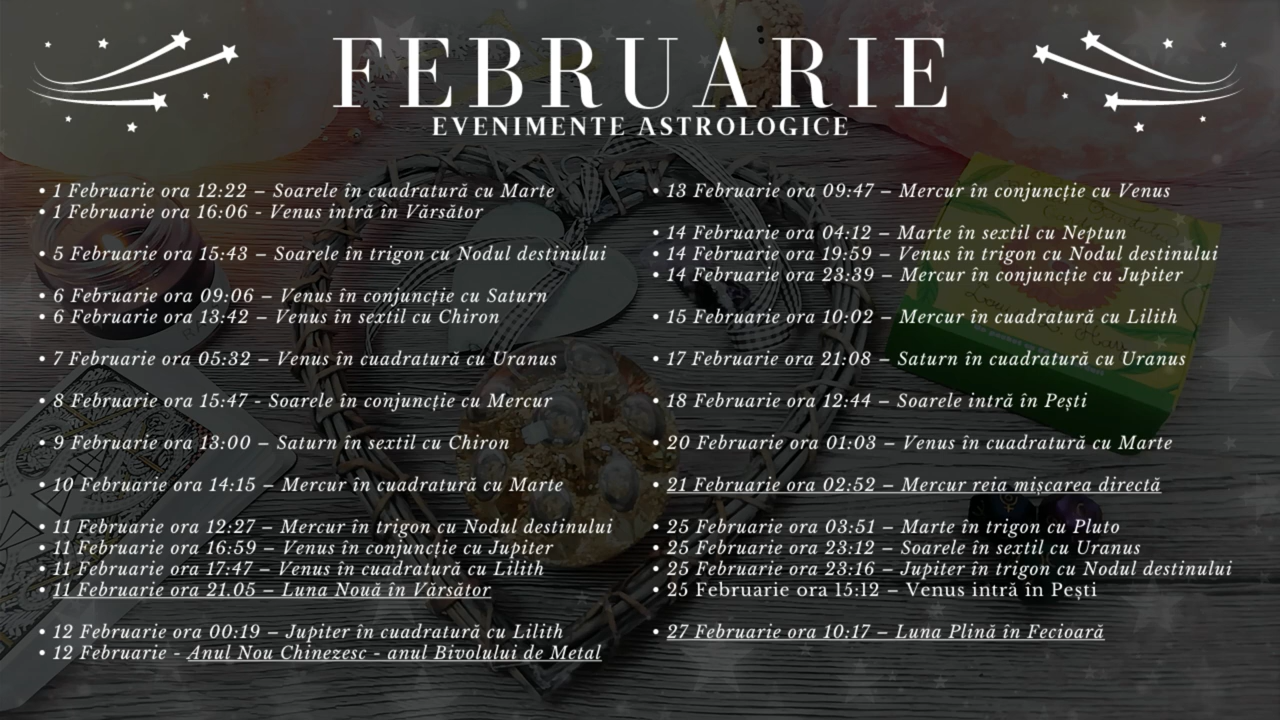 FEBRUARIE
EVENIMENTE ASTROLOGICE
• 1 Februarie ora 12:22 – Soarele în cuadratură cu Marte
• 1 Februarie ora 16:06 - Venus intră în Vărsător
• 5 Februarie ora 15:43 – Soarele în trigon cu Nodul destinului
• 6 Februarie ora 09:06 – Venus în conjuncție cu Saturn
• 6 Februarie ora 13:42 – Venus în sextil cu Chiron
• 7 Februarie ora 05:32 – Venus în cuadratură cu Uranus
• 8 Februarie ora 15:47 - Soarele în conjuncție cu Mercur
• 9 Februarie ora 13:00 – Saturn în sextil cu Chiron
• 10 Februarie ora 14:15 – Mercur în cuadratură cu Marte
• 11 Februarie ora 12:27 – Mercur în trigon cu Nodul destinului
• 11 Februarie ora 16:59 – Venus în conjuncție cu Jupiter
• 11 Februarie ora 17:47 – Venus în cuadratură cu Lilith
• 11 Februarie ora 21.05 – Luna Nouă în Vărsător
• 12 Februarie ora 00:19 – Jupiter în cuadratură cu Lilith
• 12 Februarie - Anul Nou Chinezesc - anul Bivolului de Metal
• 13 Februarie ora 09:47 – Mercur în conjuncție cu Venus
• 14 Februarie ora 04:12 – Marte în sextil cu Neptun
• 14 Februarie ora 19:59 – Venus în trigon cu Nodul destinului
• 14 Februarie ora 23:39 – Mercur în conjuncție cu Jupiter
• 15 Februarie ora 10:02 – Mercur în cuadratură cu Lilith
• 17 Februarie ora 21:08 – Saturn în cuadratură cu Uranus
• 18 Februarie ora 12:44 – Soarele intră în Pești
• 20 Februarie ora 01:03 – Venus în cuadratură cu Marte
• 21 Februarie ora 02:52 – Mercur reia mișcarea directă
• 25 Februarie ora 03:51 – Marte în trigon cu Pluto
• 25 Februarie ora 23:12 – Soarele în sextil cu Uranus
• 25 Februarie ora 23:16 – Jupiter în trigon cu Nodul destinului
• 25 Februarie ora 15:12 – Venus intră in Pești
• 27 Februarie ora 10:17 – Luna Plină în Fecioară